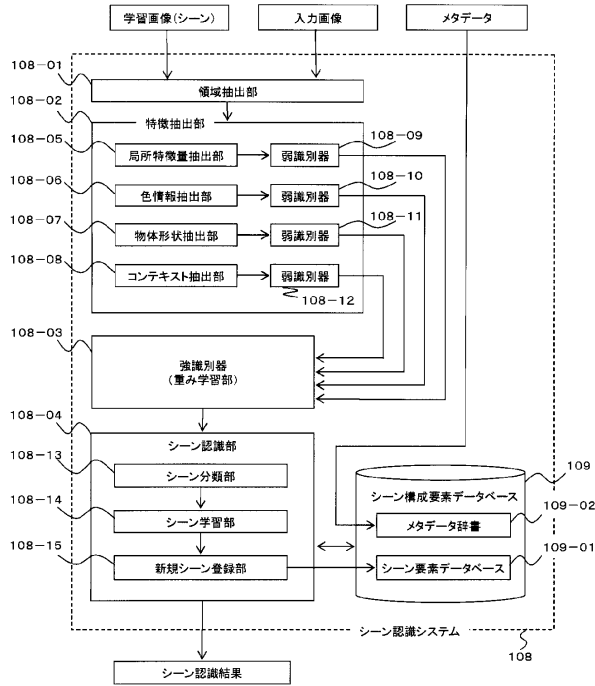 学習画像(シーン)
入力画像
メタデータ
108-01
領域抽出部
108-02
特徴抽出部
108-05
局所特徴量抽出部
弱識別器
108-09
108-06
色情報抽出部
弱識別器
108-10
108-07
物体形状抽出部
弱識別器
108-11
108-08
コンテキスト抽出部
弱識別器
108-12
108-03
強識別器
(重み学習部)
108-04
シーン認識部
108-13
シーン分類部
108-14
シーン学習部
108-15
新規シーン登録部
109
シーン構成要素データベース
109-02
メタデータ辞書
109-01
シーン要素データベース
シーン認識システム
108
シーン認識結果